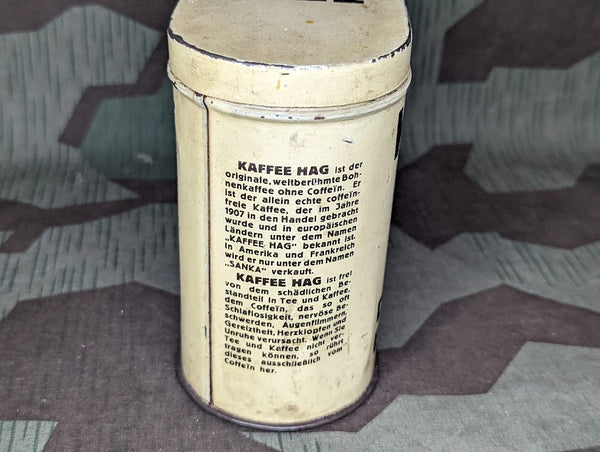 KAFFEE HAG ist der
originale, weltberühmte Boh-
nenkaffee ohne Coffeïn. Er
ist der allein echte coffeïn-
freie Kaffee, der im Jahre
1907 in den Handel gebracht
wurde und in europäischen
Ländern unter dem Namen
„KAFFEE HAG“ bekannt ist.
in Amerika und Frankreich
wird er nur unter dem Namen
„SANKA“ verkauft.
KAFFEE HAG ist frei
von dem schädlichen Be-
standteil in Tee und Kaffee,
dem Coffeïn, das so oft
Schlaflosigkeit, nervöse Be-
schwerden, Augenflimmern,
Gereiztheit, Herzklopfen und
Unruhe verursacht. Wenn Sie
Tee und Kaffee nicht ver-
tragen können, so rührt
dieses ausschließlich vom
Coffeïn her.